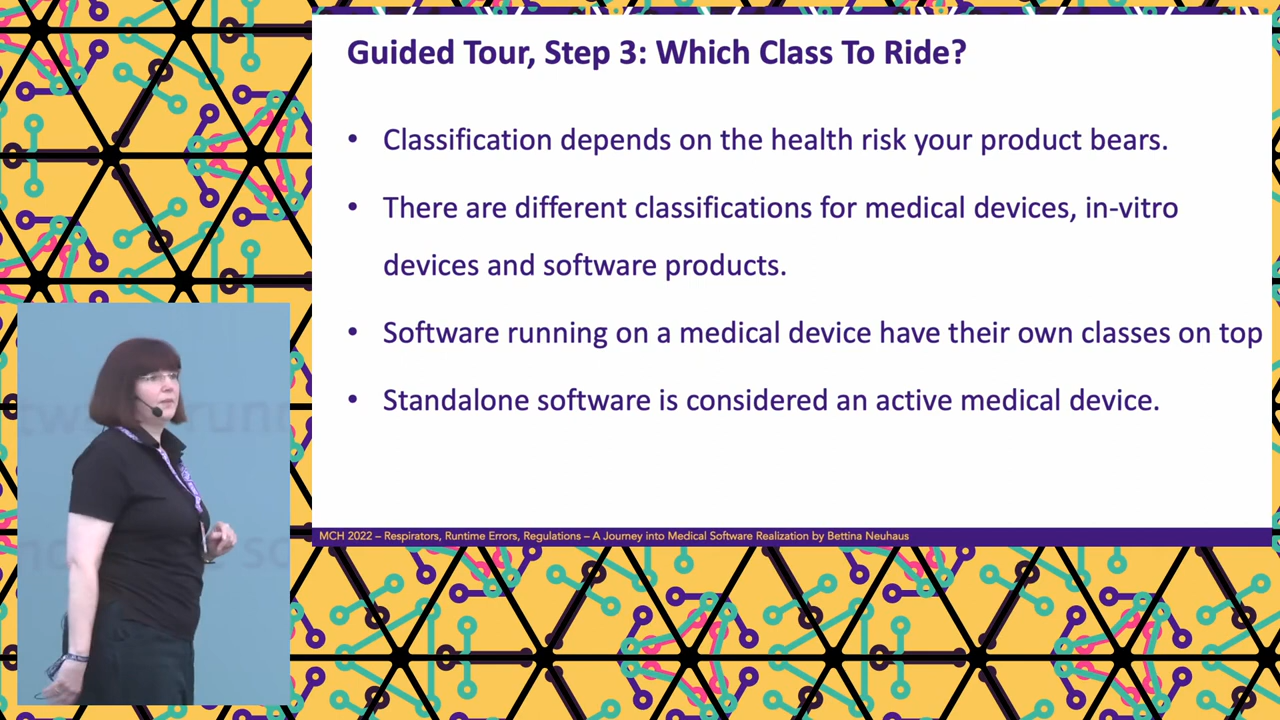 Guided Tour, Step 3: Which Class To Ride?
• Classification depends on the health risk your product bears.
• There are different classifications for medical devices, in-vitro
devices and software products.
• Software running on a medical device have their own classes on top
• Standalone software is considered an active medical device.
MCH 2022 – Respirators, Runtime Errors, Regulations – A Journey into Medical Software Realization by Bettina Neuhaus